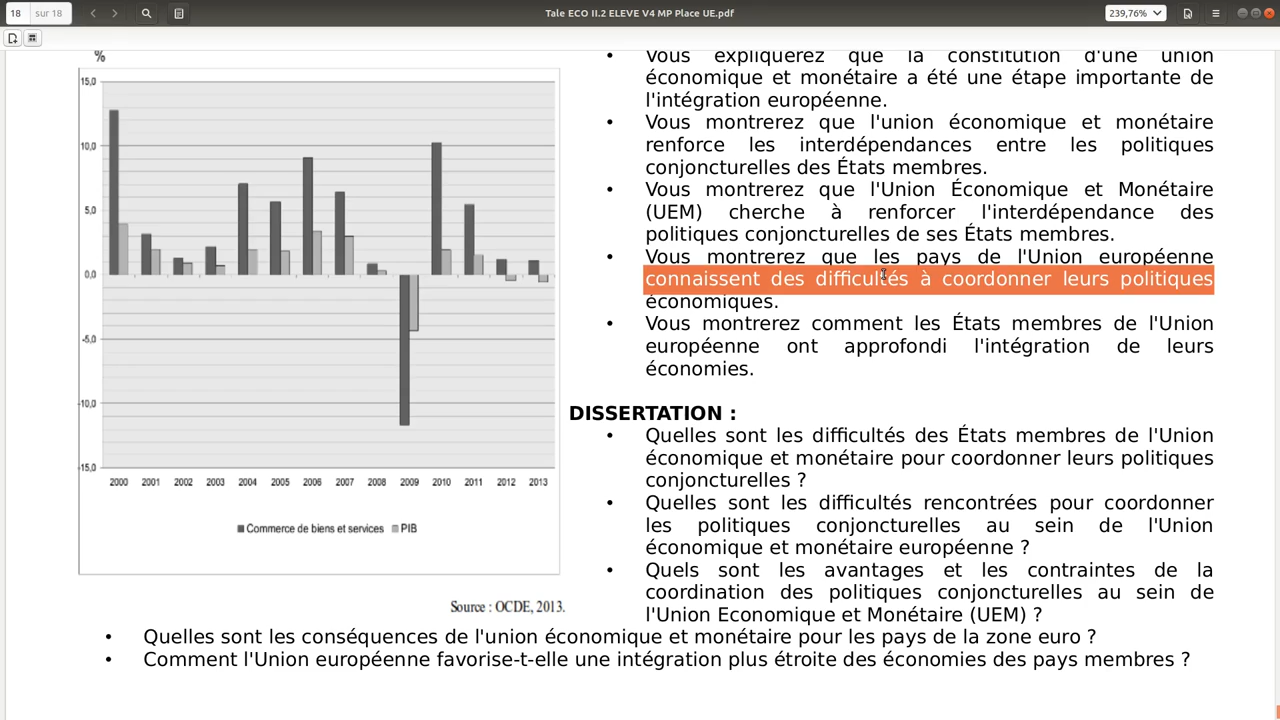 18
sur 18
Tale ECO II.2 ELEVE V4 MP Place UE.pdf
239,76%
%
15,0
10,0
5,0
0,0
-5,0
-10,0
-15,0
2000 2001 2002 2003 2004 2005 2006 2007 2008 2009 2010 2011 2012 2013
Commerce de biens et services PIB
Source : OCDE, 2013.
• Vous expliquerez que la constitution d'une union
économique et monétaire a été une étape importante de
l'intégration européenne.
• Vous montrerez que l'union économique et monétaire
renforce les interdépendances entre les politiques
conjoncturelles des États membres.
• Vous montrerez que l'Union Économique et Monétaire
(UEM) cherche à renforcer l'interdépendance des
politiques conjoncturelles de ses États membres.
• Vous montrerez que les pays de l'Union européenne
connaissent des difficultés à coordonner leurs politiques
économiques.
• Vous montrerez comment les États membres de l'Union
européenne ont approfondi l'intégration de leurs
économies.
DISSERTATION :
• Quelles sont les difficultés des États membres de l'Union
économique et monétaire pour coordonner leurs politiques
conjoncturelles ?
• Quelles sont les difficultés rencontrées pour coordonner
les politiques conjoncturelles au sein de l'Union
économique et monétaire européenne ?
• Quels sont les avantages et les contraintes de la
coordination des politiques conjoncturelles au sein de
l'Union Economique et Monétaire (UEM) ?
• Quelles sont les conséquences de l'union économique et monétaire pour les pays de la zone euro ?
• Comment l'Union européenne favorise-t-elle une intégration plus étroite des économies des pays membres ?